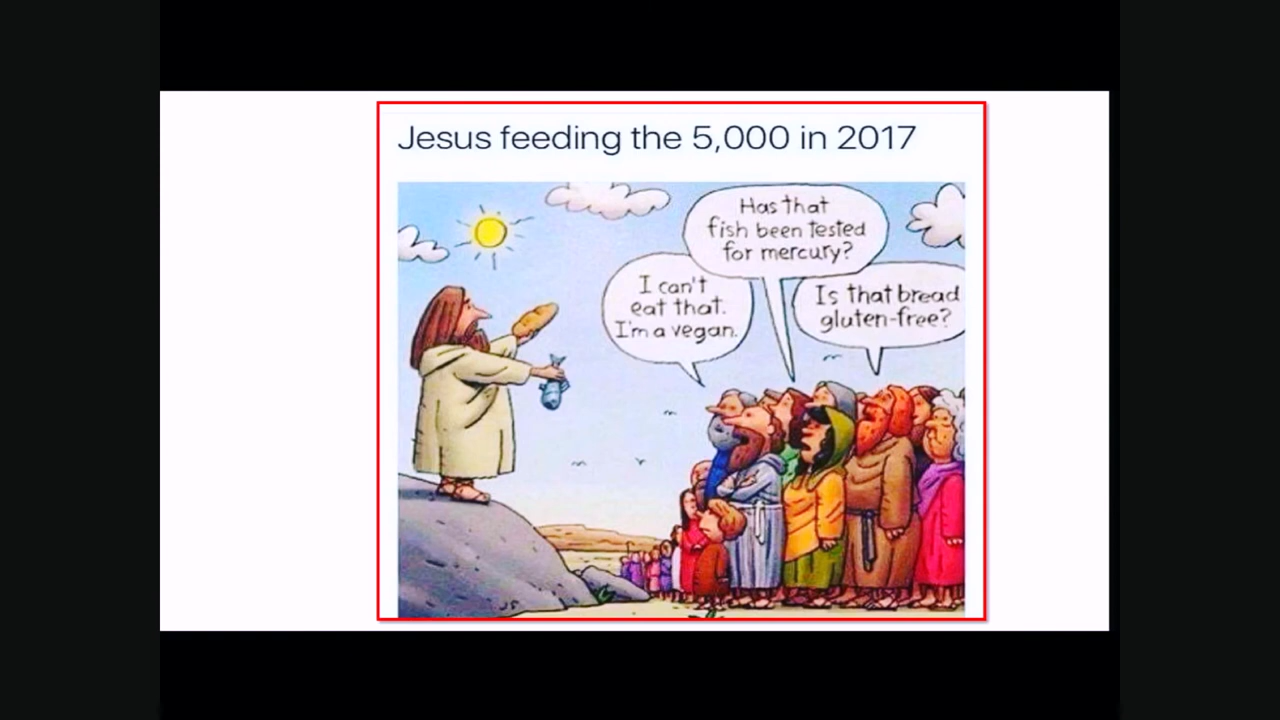 Jesus feeding the 5,000 in 2017
Has that
fish been tested
for mercury?
I can't
eat that.
I'm a vegan.
Is that bread
gluten-free?
JS